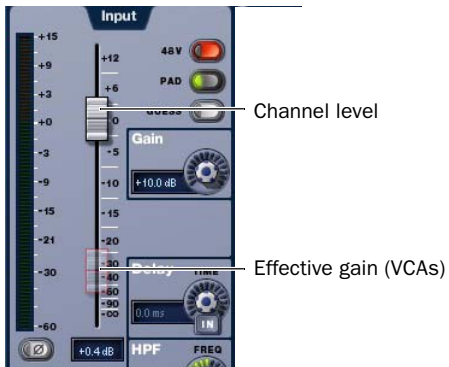 Input
+15
+9
+3
+0
-3
-9
-15
-21
-30
-60
+12
+6
0
-5
-10
-15
-20
-30
-40
-60
-90
-oo
48V
PAD
GUESS
Gain
+10.0 dB
Delay
TIME
0.0 ms
IN
Ø
+0.4 dB
HPF
FREQ
Channel level
Effective gain (VCAs)